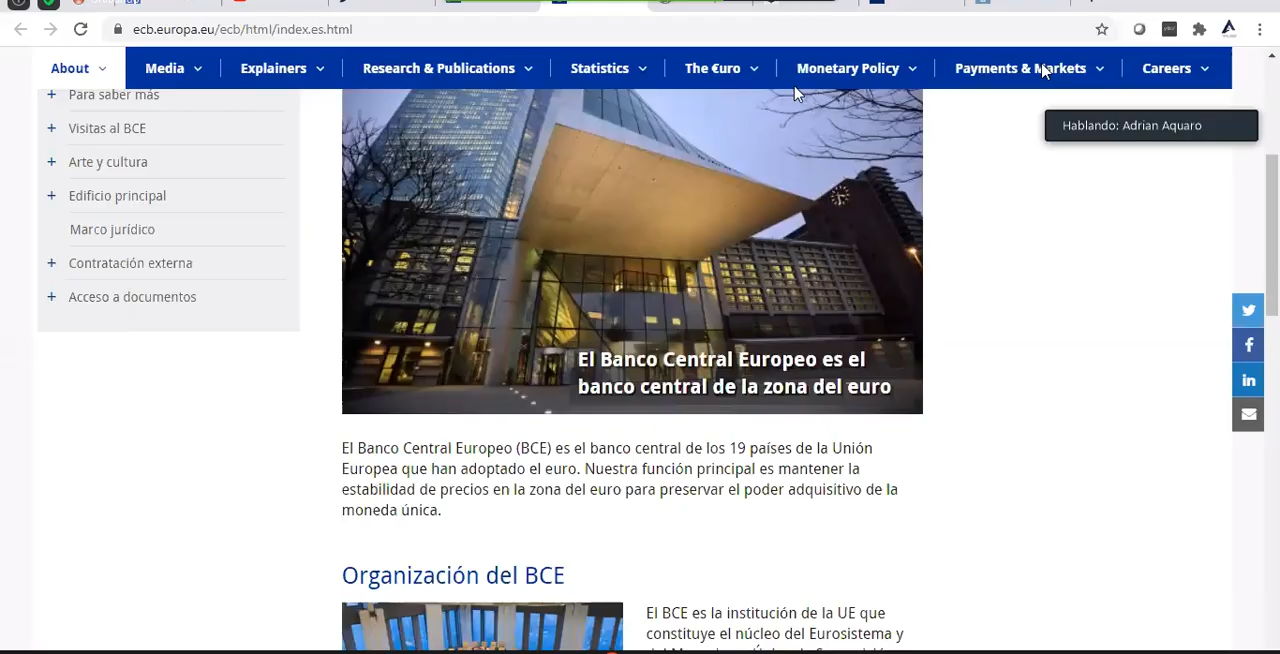 ecb.europa.eu/ecb/html/index.es.html
About Media Explainers Research & Publications Statistics The €uro Monetary Policy Payments & Markets Careers
Hablando: Adrian Aquaro
Para saber más
Visitas al BCE
Arte y cultura
Edificio principal
Marco jurídico
Contratación externa
Acceso a documentos
El Banco Central Europeo es el
banco central de la zona del euro
El Banco Central Europeo (BCE) es el banco central de los 19 países de la Unión
Europea que han adoptado el euro. Nuestra función principal es mantener la
estabilidad de precios en la zona del euro para preservar el poder adquisitivo de la
moneda única.
Organización del BCE
El BCE es la institución de la UE que
constituye el núcleo del Eurosistema y